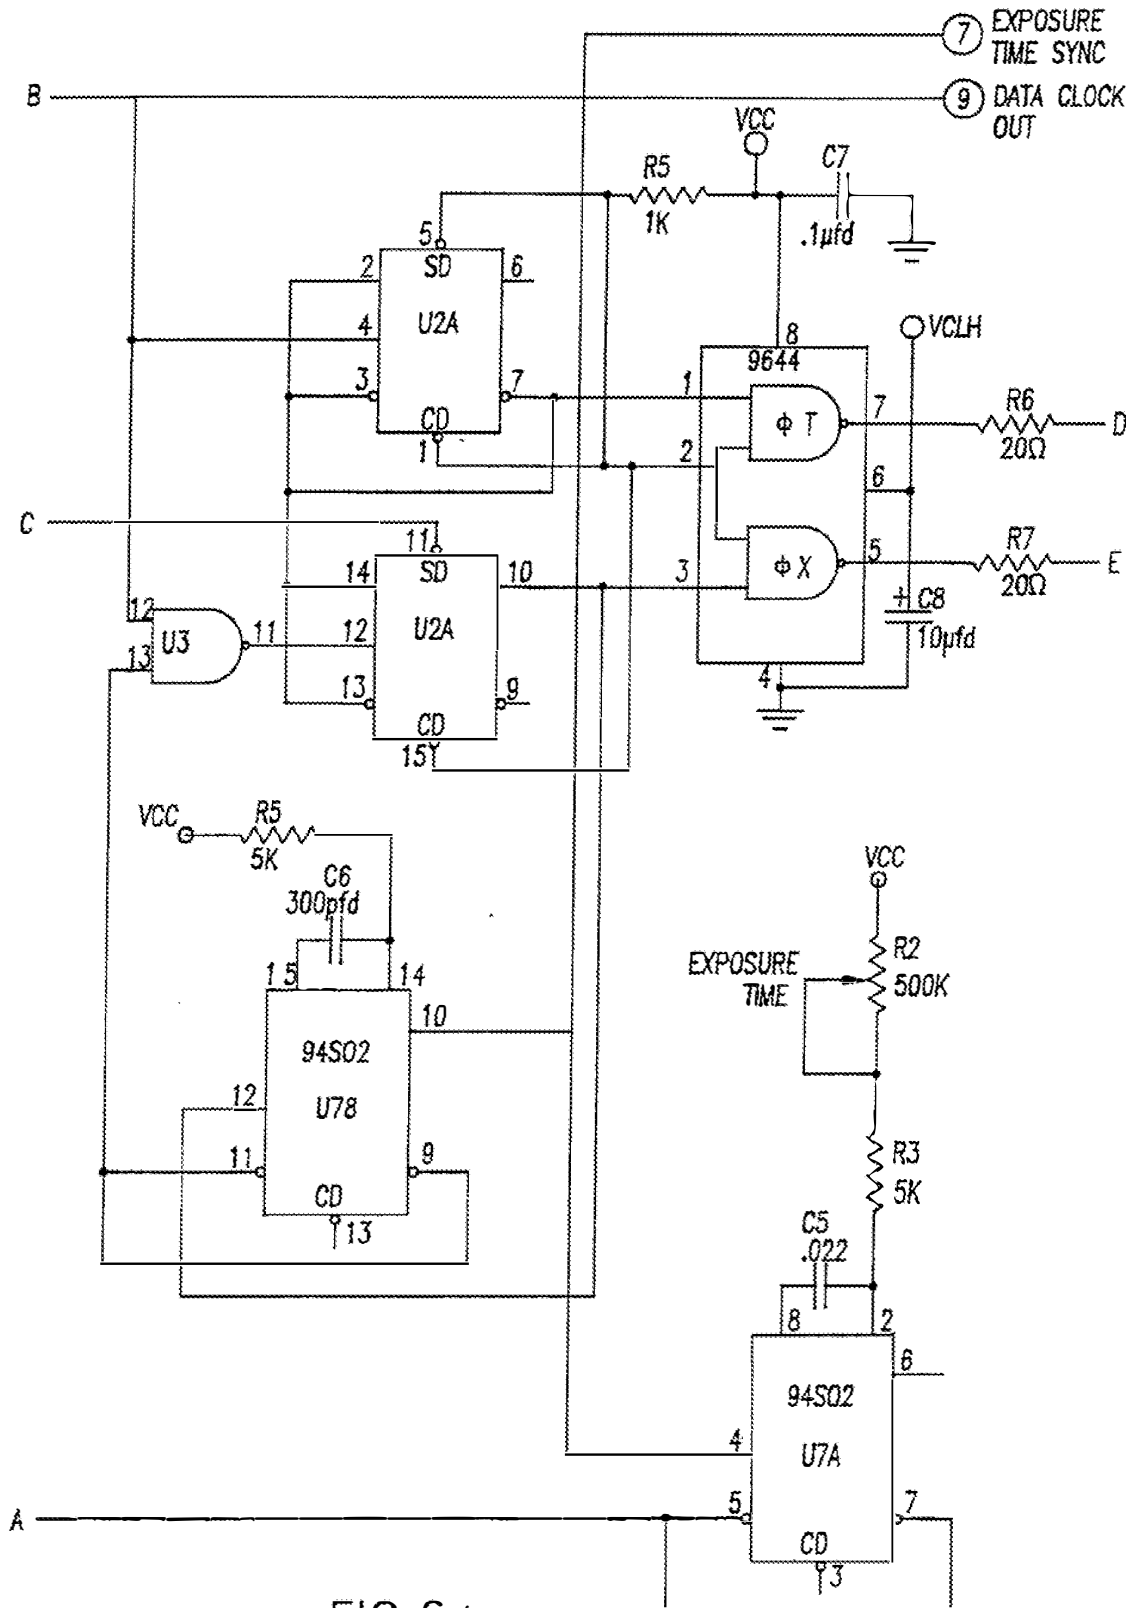 7 EXPOSURE
TIME SYNC
B
9 DATA CLOCK
OUT
VCC
C7
R5
1K
.1µfd
5
SD
2
6
U2A
4
VCLH
8
9644
3
7
1
R6
7
CD
Φ T
D
20Ω
1
2
6
C
11
R7
SD
14
10
5
3
Φ X
E
20Ω
12
U2A
C8
+
11
12
U3
10µfd
13
13
9
4
CD
15
VCC
R5
5K
VCC
C6
300pfd
R2
EXPOSURE
TIME
500K
15
14
10
94S02
12
U78
R3
11
9
5K
CD
13
C5
.022
8
2
6
94S02
4
U7A
5
7
A
CD
3